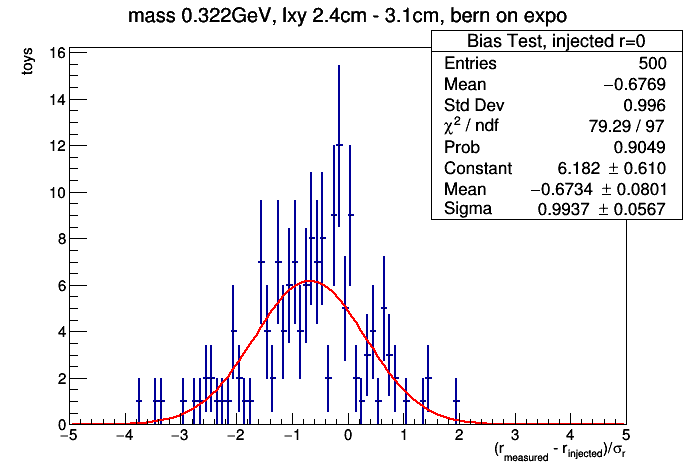 mass 0.322GeV, lxy 2.4cm - 3.1cm, bern on expo
Bias Test, injected r=0
Entries 500
Mean −0.6769
Std Dev 0.996
χ² / ndf 79.29 / 97
Prob 0.9049
Constant 6.182 ± 0.610
Mean −0.6734 ± 0.0801
Sigma 0.9937 ± 0.0567
toys
16
14
12
10
8
6
4
2
0
−5 −4 −3 −2 −1 0 1 2 3 4 5
(r_measured - r_injected)/σ_r